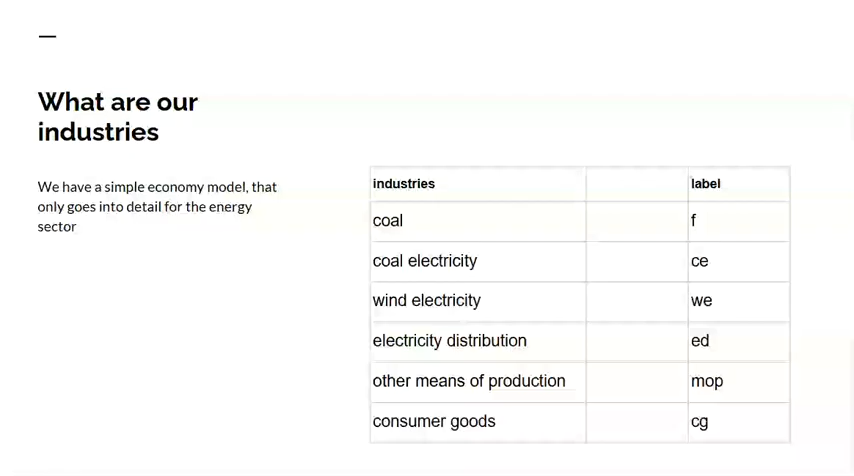 What are our
industries
We have a simple economy model, that
only goes into detail for the energy
sector
industries label
coal f
coal electricity ce
wind electricity we
electricity distribution ed
other means of production mop
consumer goods cg